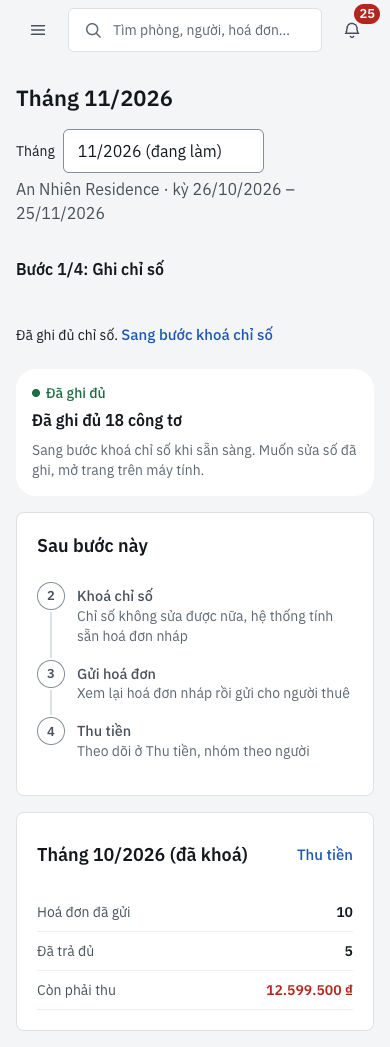 Tìm phòng, người, hoá đơn...
25
Tháng 11/2026
Tháng
11/2026 (đang làm)
An Nhiên Residence · kỳ 26/10/2026 –
25/11/2026
Bước 1/4: Ghi chỉ số
Đã ghi đủ chỉ số. Sang bước khoá chỉ số
Đã ghi đủ
Đã ghi đủ 18 công tơ
Sang bước khoá chỉ số khi sẵn sàng. Muốn sửa số đã
ghi, mở trang trên máy tính.
Sau bước này
2
Khoá chỉ số
Chỉ số không sửa được nữa, hệ thống tính
sẵn hoá đơn nháp
3
Gửi hoá đơn
Xem lại hoá đơn nháp rồi gửi cho người thuê
4
Thu tiền
Theo dõi ở Thu tiền, nhóm theo người
Tháng 10/2026 (đã khoá)
Thu tiền
Hoá đơn đã gửi
10
Đã trả đủ
5
Còn phải thu
12.599.500 ₫